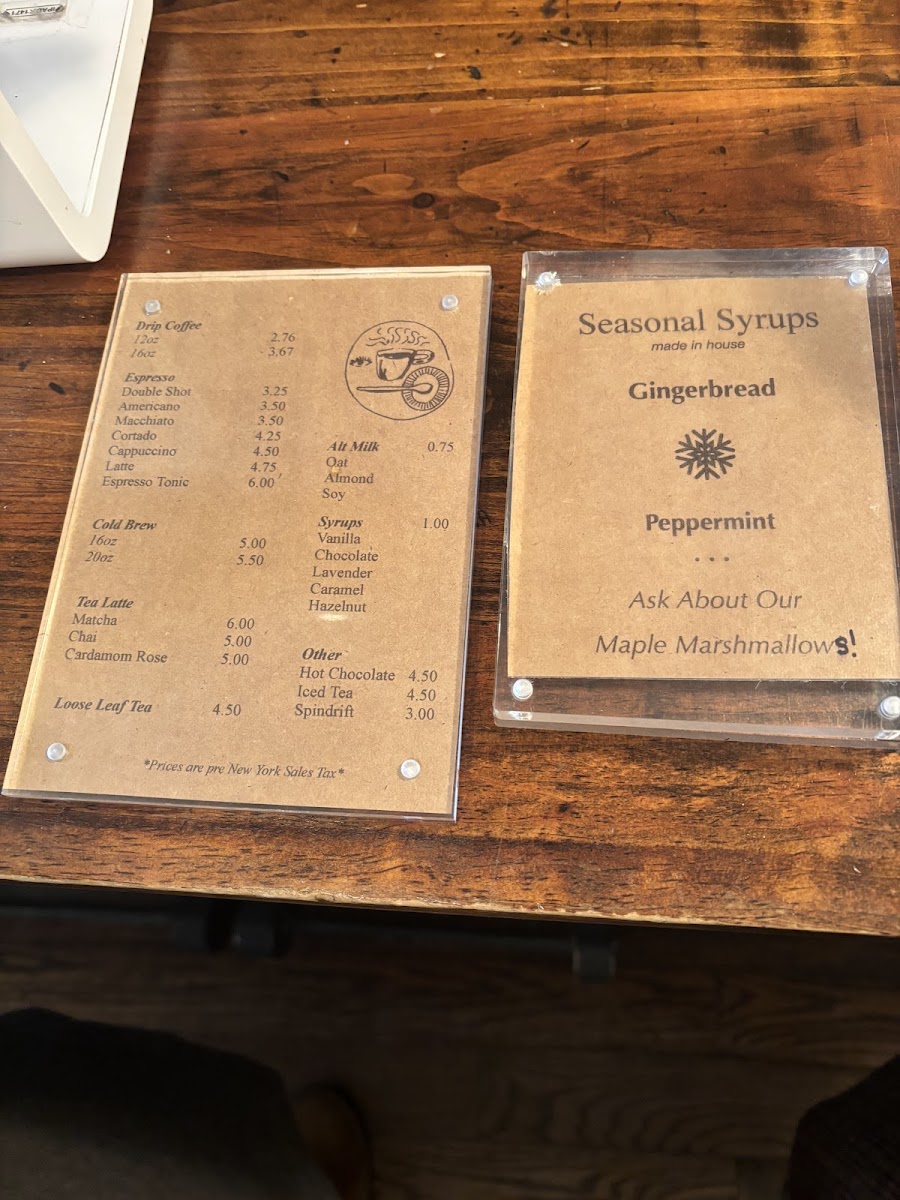 Drip Coffee
12oz 2.76
16oz 3.67
Espresso
Double Shot 3.25
Americano 3.50
Macchiato 3.50
Cortado 4.25
Cappuccino 4.50
Latte 4.75
Espresso Tonic 6.00
Cold Brew
16oz 5.00
20oz 5.50
Tea Latte
Matcha 6.00
Chai 5.00
Cardamom Rose 5.00
Loose Leaf Tea 4.50
Alt Milk 0.75
Oat
Almond
Soy
Syrups 1.00
Vanilla
Chocolate
Lavender
Caramel
Hazelnut
Other
Hot Chocolate 4.50
Iced Tea 4.50
Spindrift 3.00
*Prices are pre New York Sales Tax*
Seasonal Syrups
made in house
Gingerbread
Peppermint
...
Ask About Our
Maple Marshmallows!